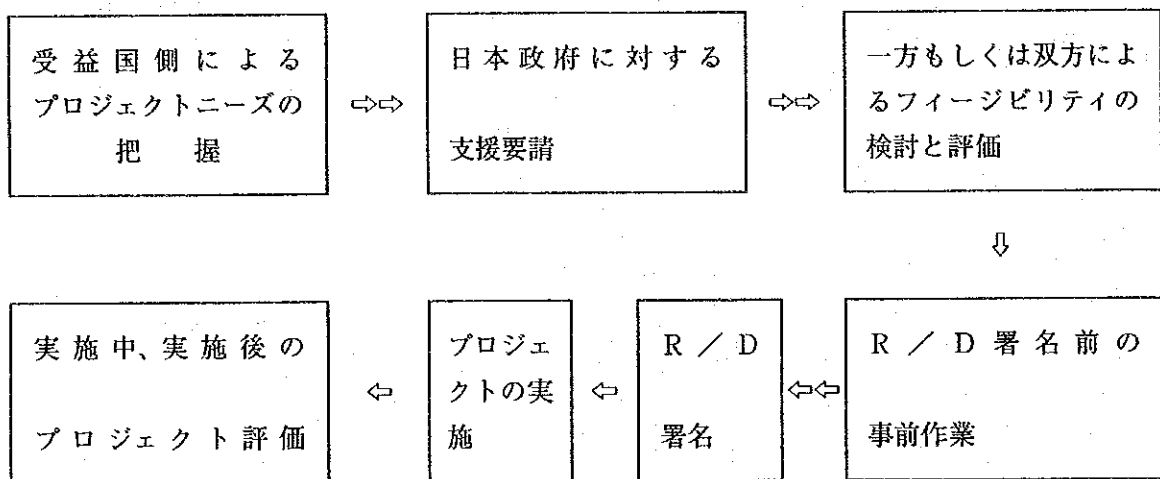 受益国側による
プロジェクトニーズの
把握
⇨⇨
日本政府に対する
支援要請
⇨⇨
一方もしくは双方によ
るフィージビリティの
検討と評価
⇩
R/D署名前の
事前作業
⇦⇦
R/D
署名
⇦
プロジェ
クトの実
施
⇦
実施中、実施後の
プロジェクト評価